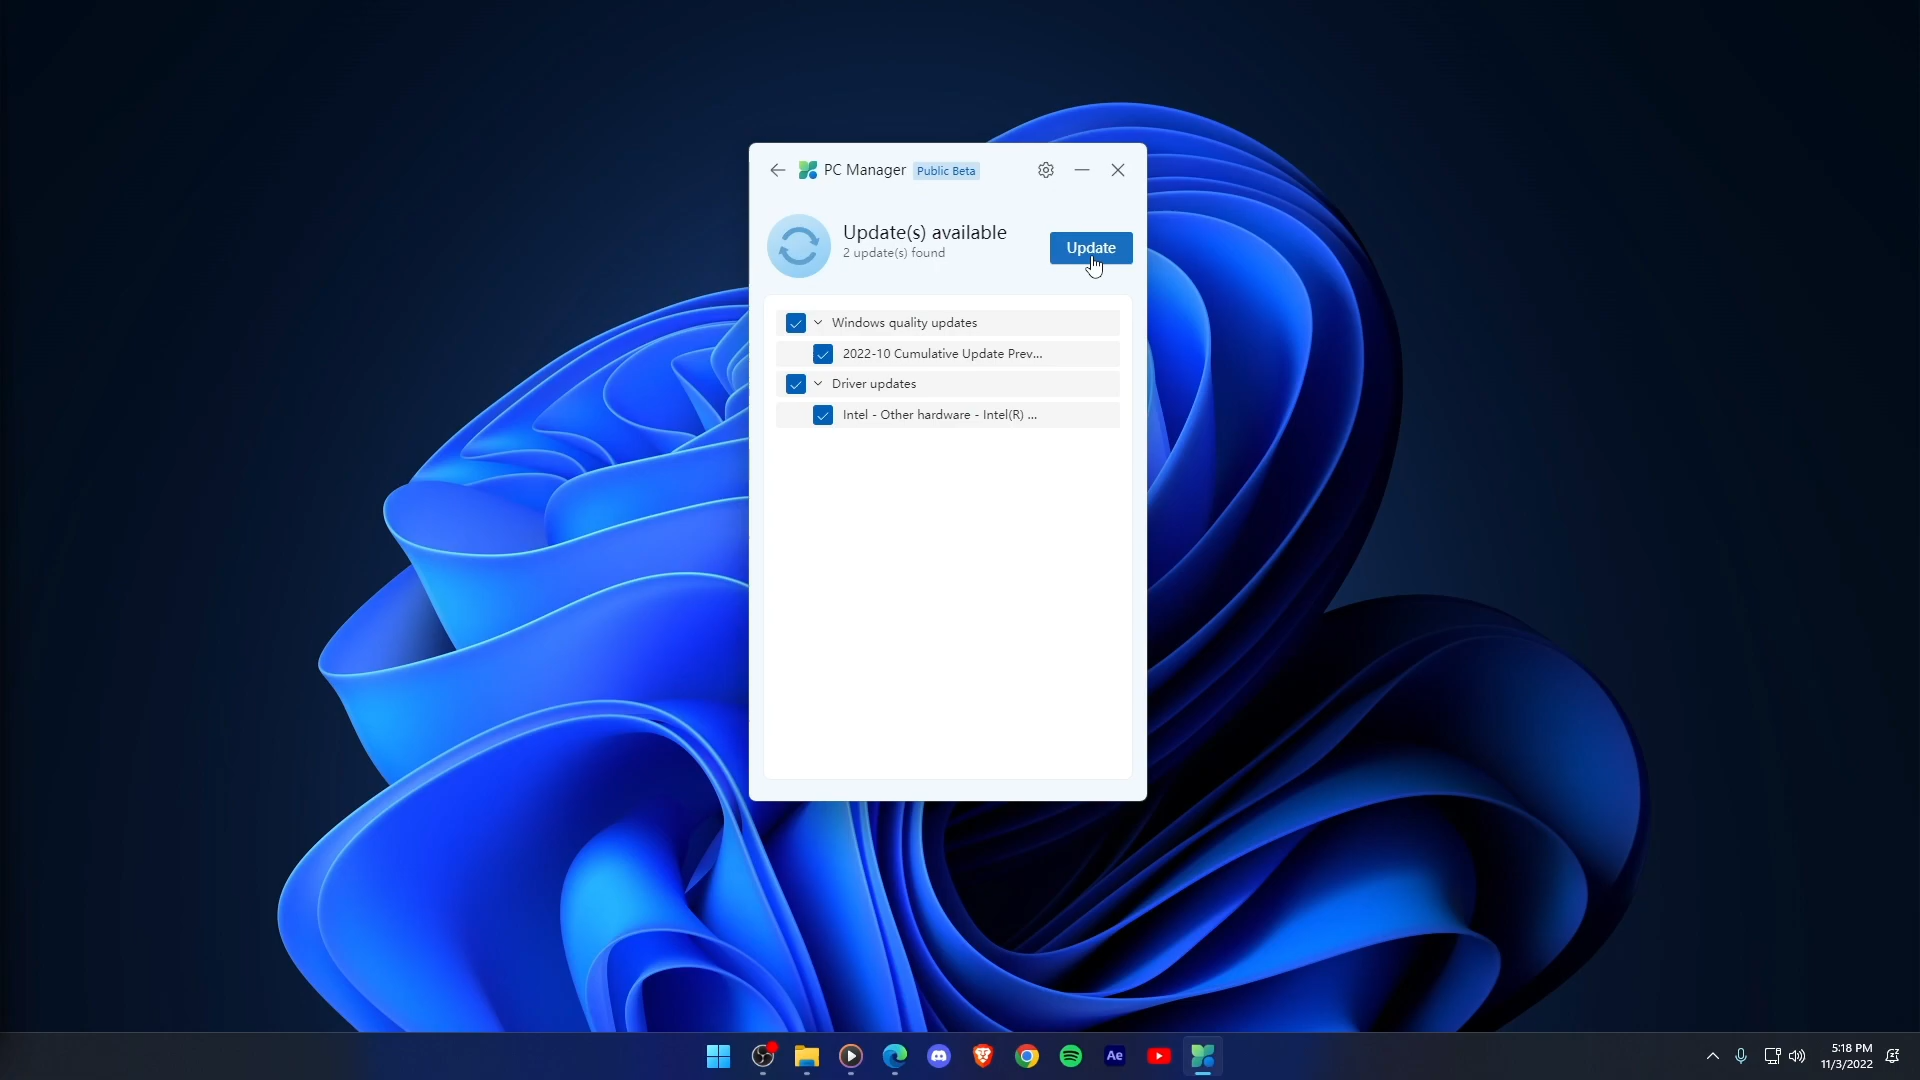 PC Manager Public Beta
Update(s) available
2 update(s) found
Update
Windows quality updates
2022-10 Cumulative Update Prev...
Driver updates
Intel - Other hardware - Intel(R) ...
Ae
5:18 PM
11/3/2022